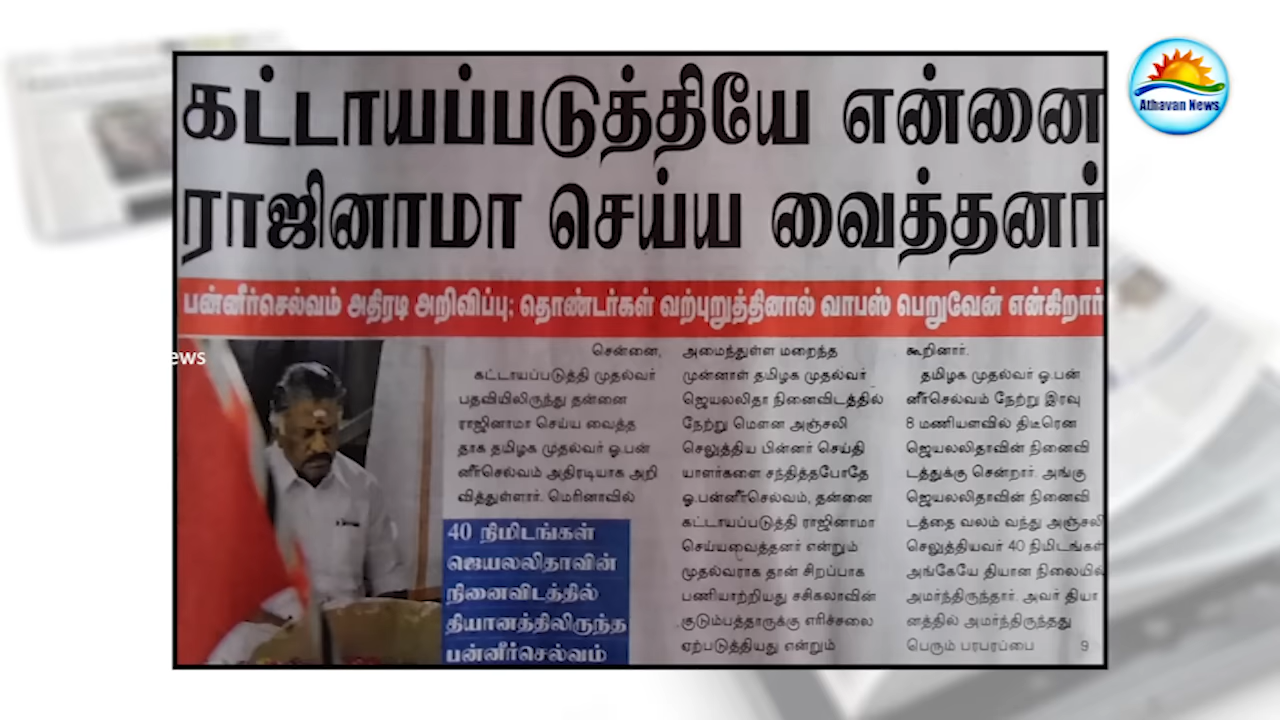 Athavan News
கட்டாயப்படுத்தியே என்னை
ராஜினாமா செய்ய வைத்தனர்
பன்னீர்செல்வம் அதிரடி அறிவிப்பு; தொண்டர்கள் வற்புறுத்தினால் வாபஸ் பெறுவேன் என்கிறார்
ews
சென்னை,
கட்டாயப்படுத்தி முதல்வர்
பதவியிலிருந்து தன்னை
ராஜினாமா செய்ய வைத்த
தாக தமிழக முதல்வர் ஓ.பன்
னீர்செல்வம் அதிரடியாக அறி
வித்துள்ளார். மெரினாவில்
40 நிமிடங்கள்
ஜெயலலிதாவின்
நினைவிடத்தில்
தியானத்திலிருந்த
பன்னீர்செல்வம்
அமைந்துள்ள மறைந்த
முன்னாள் தமிழக முதல்வர்
ஜெயலலிதா நினைவிடத்தில்
நேற்று மௌன அஞ்சலி
செலுத்திய பின்னர் செய்தி
யாளர்களை சந்தித்தபோதே
ஓ.பன்னீர்செல்வம், தன்னை
கட்டாயப்படுத்தி ராஜினாமா
செய்யவைத்தனர் என்றும்
முதல்வராக தான் சிறப்பாக
பணியாற்றியது சசிகலாவின்
குடும்பத்தாருக்கு எரிச்சலை
ஏற்படுத்தியது என்றும்
கூறினார்.
தமிழக முதல்வர் ஓ.பன்
னீர்செல்வம் நேற்று இரவு
8 மணியளவில் திடீரென
ஜெயலலிதாவின் நினைவி
டத்துக்கு சென்றார். அங்கு
ஜெயலலிதாவின் நினைவி
டத்தை வலம் வந்து அஞ்சலி
செலுத்தியவர் 40 நிமிடங்கள்
அங்கேயே தியான நிலையில்
அமர்ந்திருந்தார். அவர் தியா
னத்தில் அமர்ந்திருந்தது
பெரும் பரபரப்பை 9